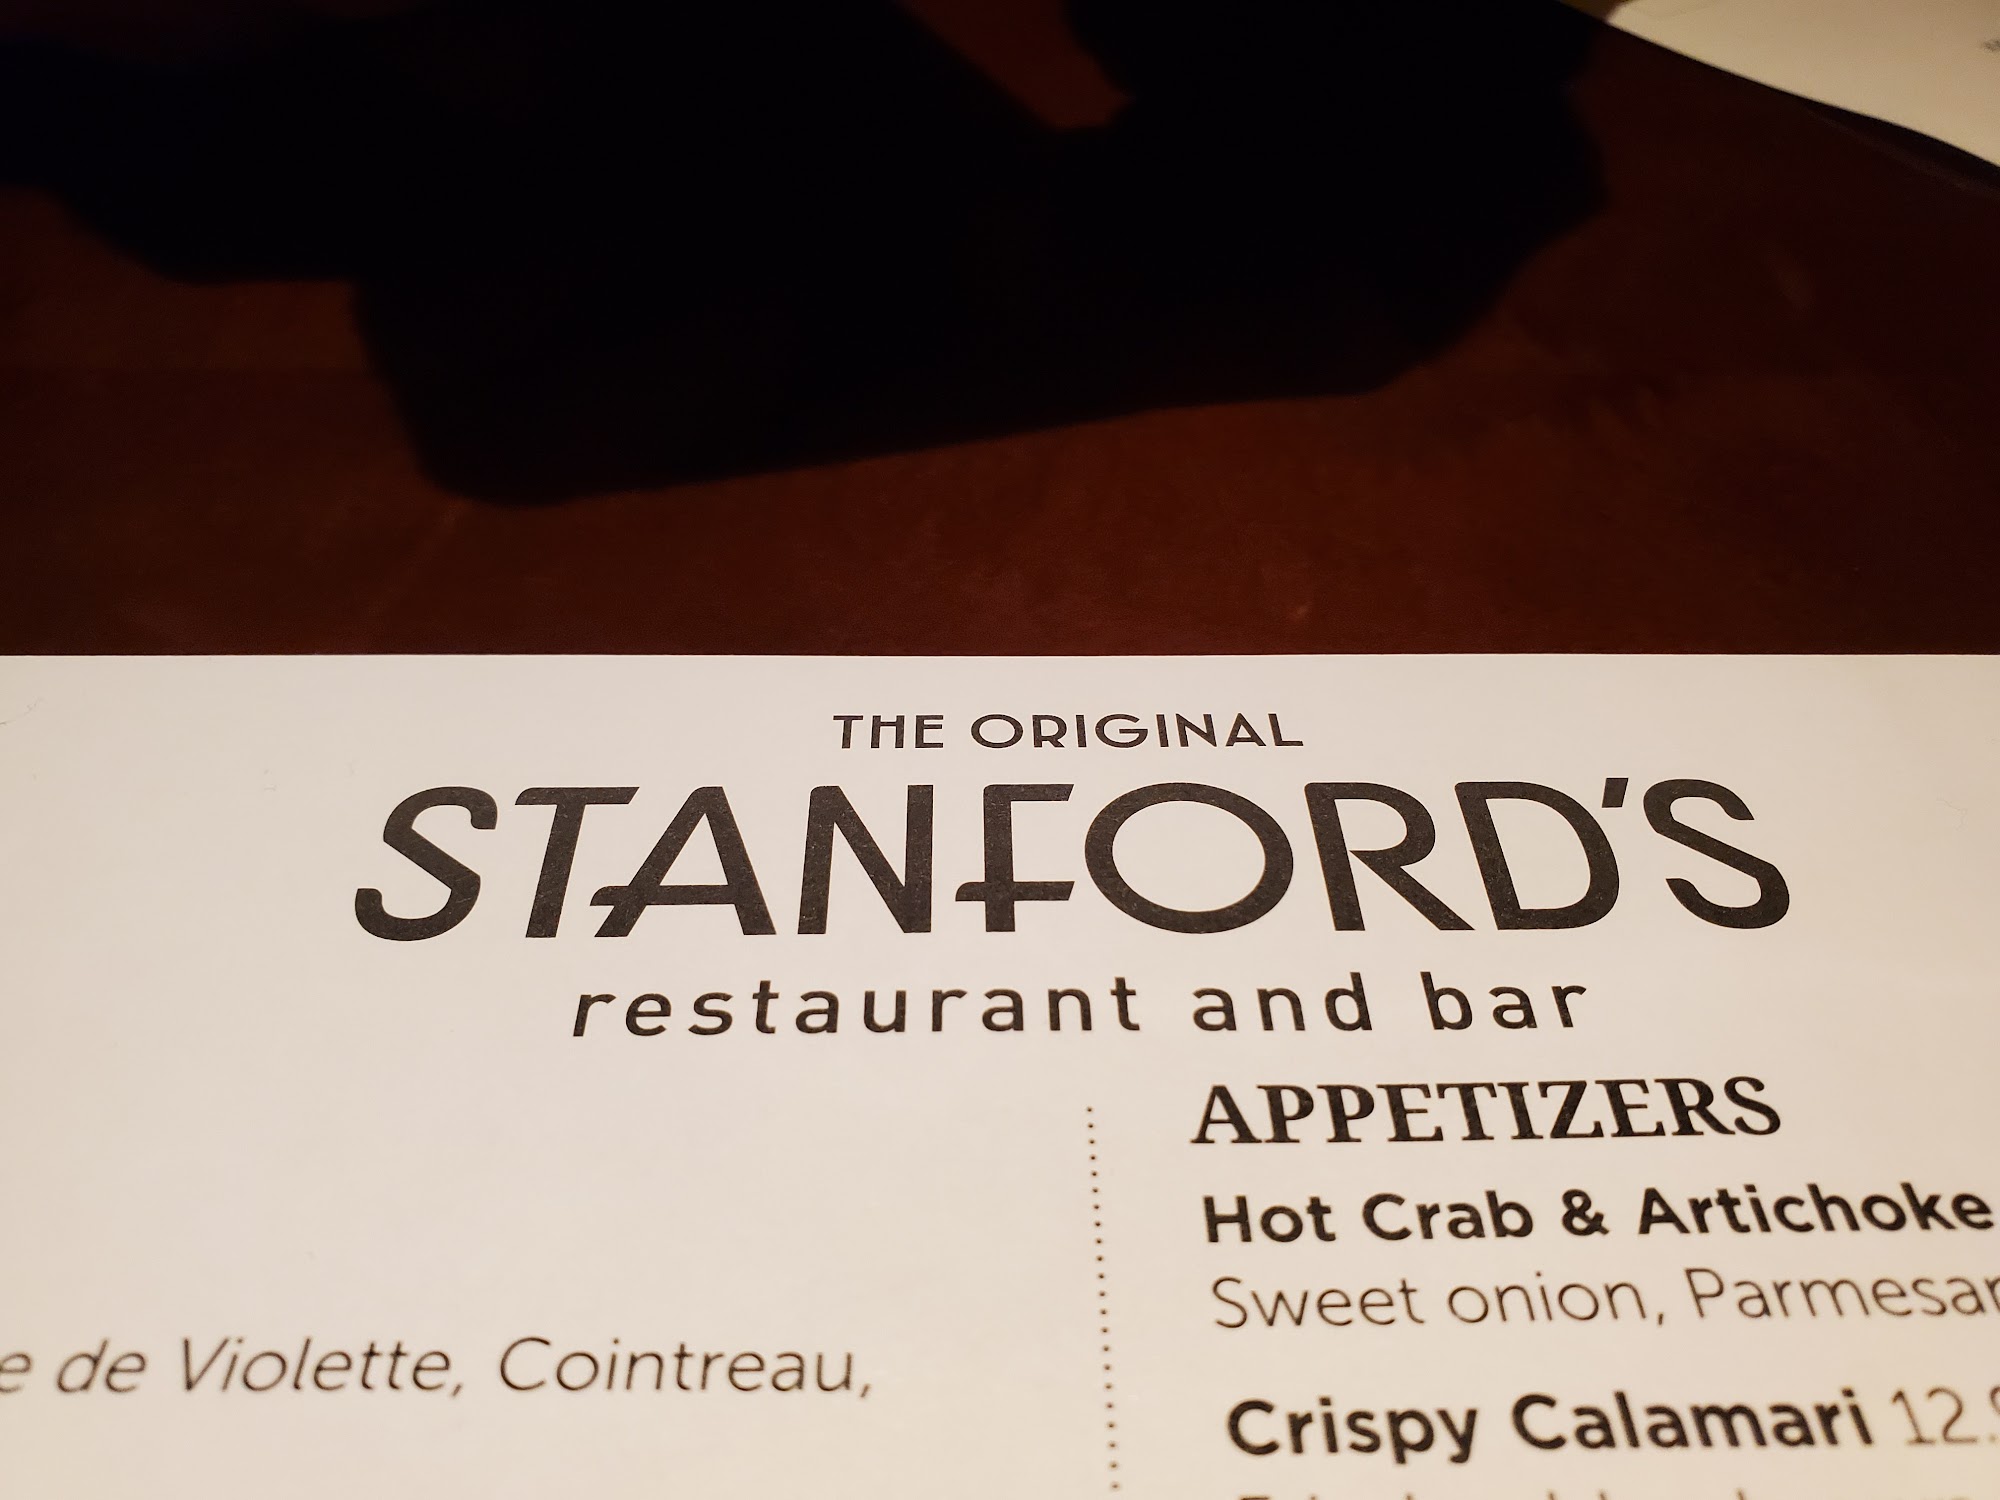 THE ORIGINAL
STANFORD'S
restaurant and bar
de Violette, Cointreau,
APPETIZERS
Hot Crab & Artichoke
Sweet onion,
Crispy Calamari